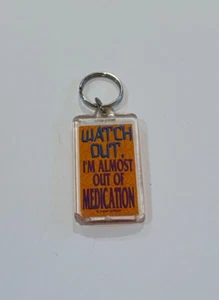 WATCH
OUT,
I'M ALMOST
OUT OF
MEDICATION